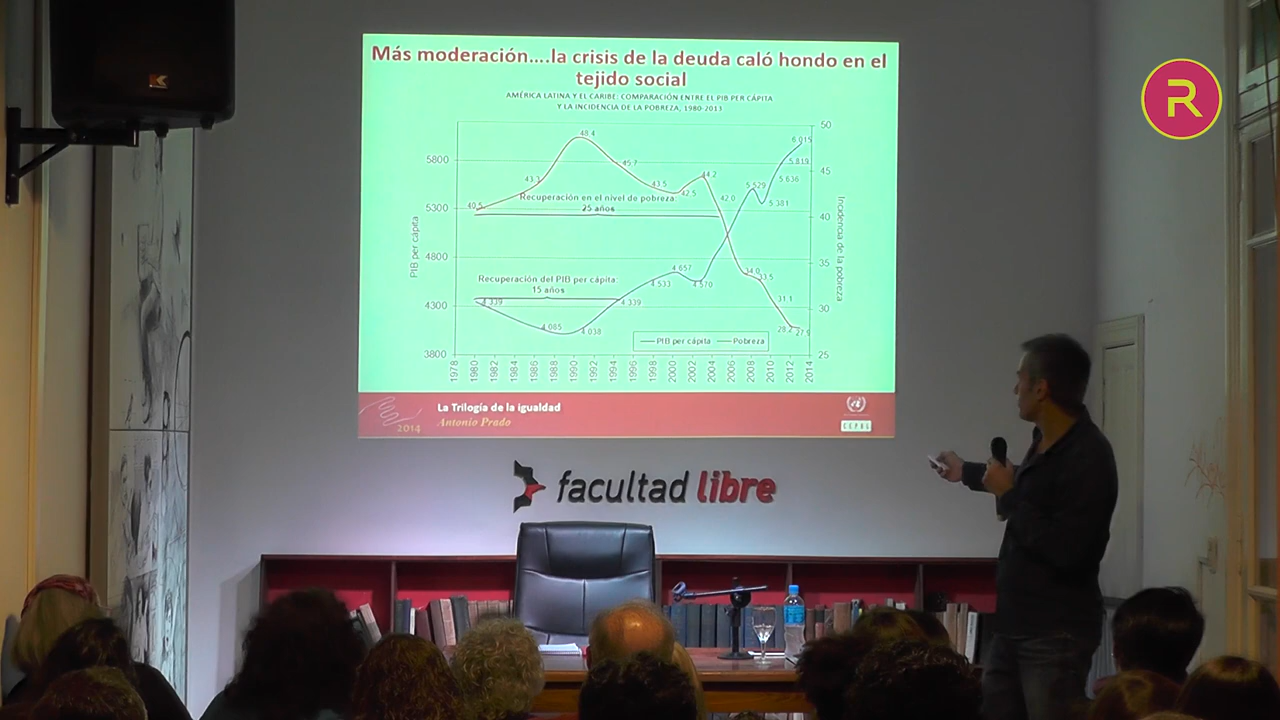 Más moderación....la crisis de la deuda caló hondo en el
tejido social
AMÉRICA LATINA Y EL CARIBE: COMPARACIÓN ENTRE EL PIB PER CÁPITA
Y LA INCIDENCIA DE LA POBREZA, 1980-2013
PIB per cápita
5800
5300
4800
4300
3800
50
45
40
35
30
25
Incidencia de la pobreza
40.5
43.3
48.4
45.7
43.5
42.5
44.2
42.0
34.0
33.5
31.1
28.2
27.9
Recuperación en el nivel de pobreza:
25 años
Recuperación del PIB per cápita:
15 años
4 339
4 085
4 038
4 339
4 533
4 657
4 570
5 529
5 381
5 636
5 819
6 015
PIB per cápita
Pobreza
1978 1980 1982 1984 1986 1988 1990 1992 1994 1996 1998 2000 2002 2004 2006 2008 2010 2012 2014
2014
La Trilogía de la igualdad
Antonio Prado
CEPAL
facultad libre
R
K